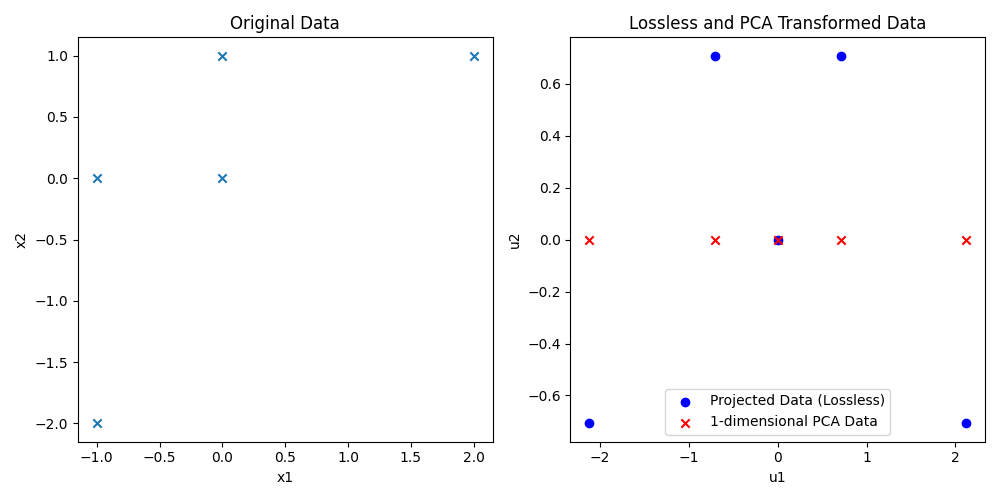 Original Data
1.0
0.5
0.0
−0.5
−1.0
−1.5
−2.0
x2
−1.0 −0.5 0.0 0.5 1.0 1.5 2.0
x1
Lossless and PCA Transformed Data
0.6
0.4
0.2
0.0
−0.2
−0.4
−0.6
u2
Projected Data (Lossless)
1-dimensional PCA Data
−2 −1 0 1 2
u1